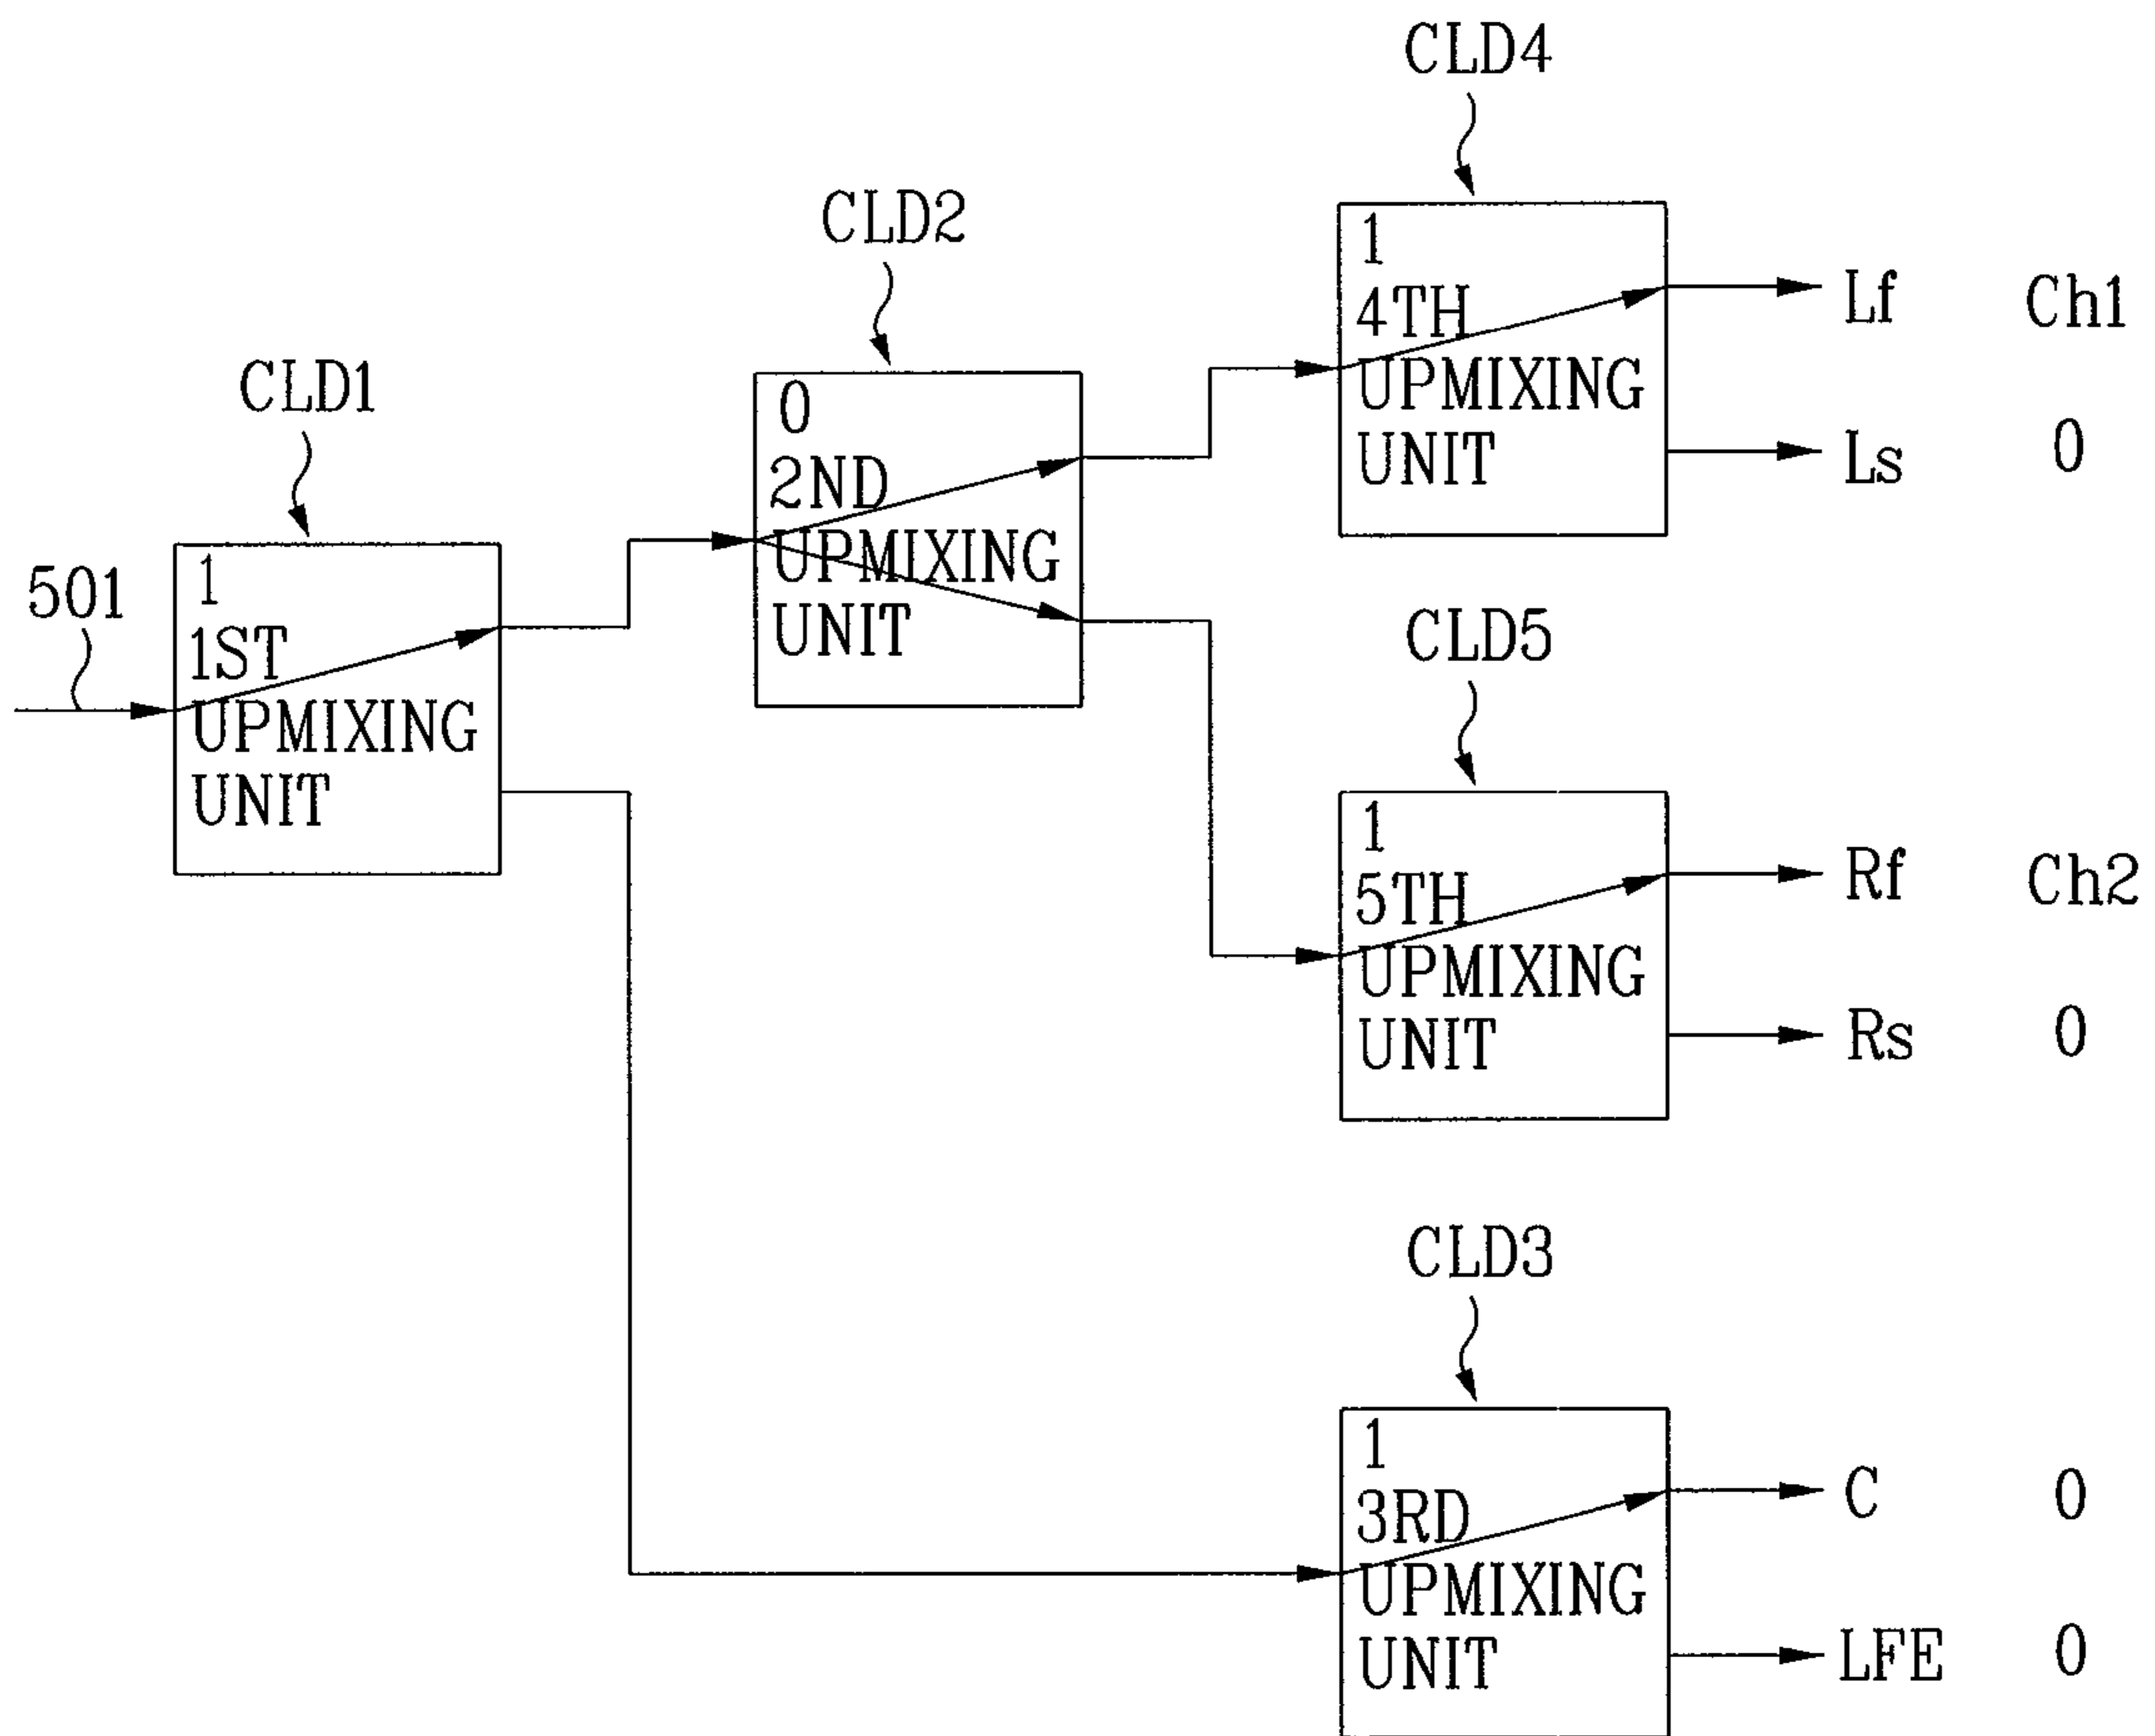 CLD4
CLD2
1
4TH
UPMIXING
UNIT
Lf Ch1
Ls 0
CLD1
0
2ND
UPMIXING
UNIT
501
1
1ST
UPMIXING
UNIT
CLD5
1
5TH
UPMIXING
UNIT
Rf Ch2
Rs 0
CLD3
1
3RD
UPMIXING
UNIT
C 0
LFE 0